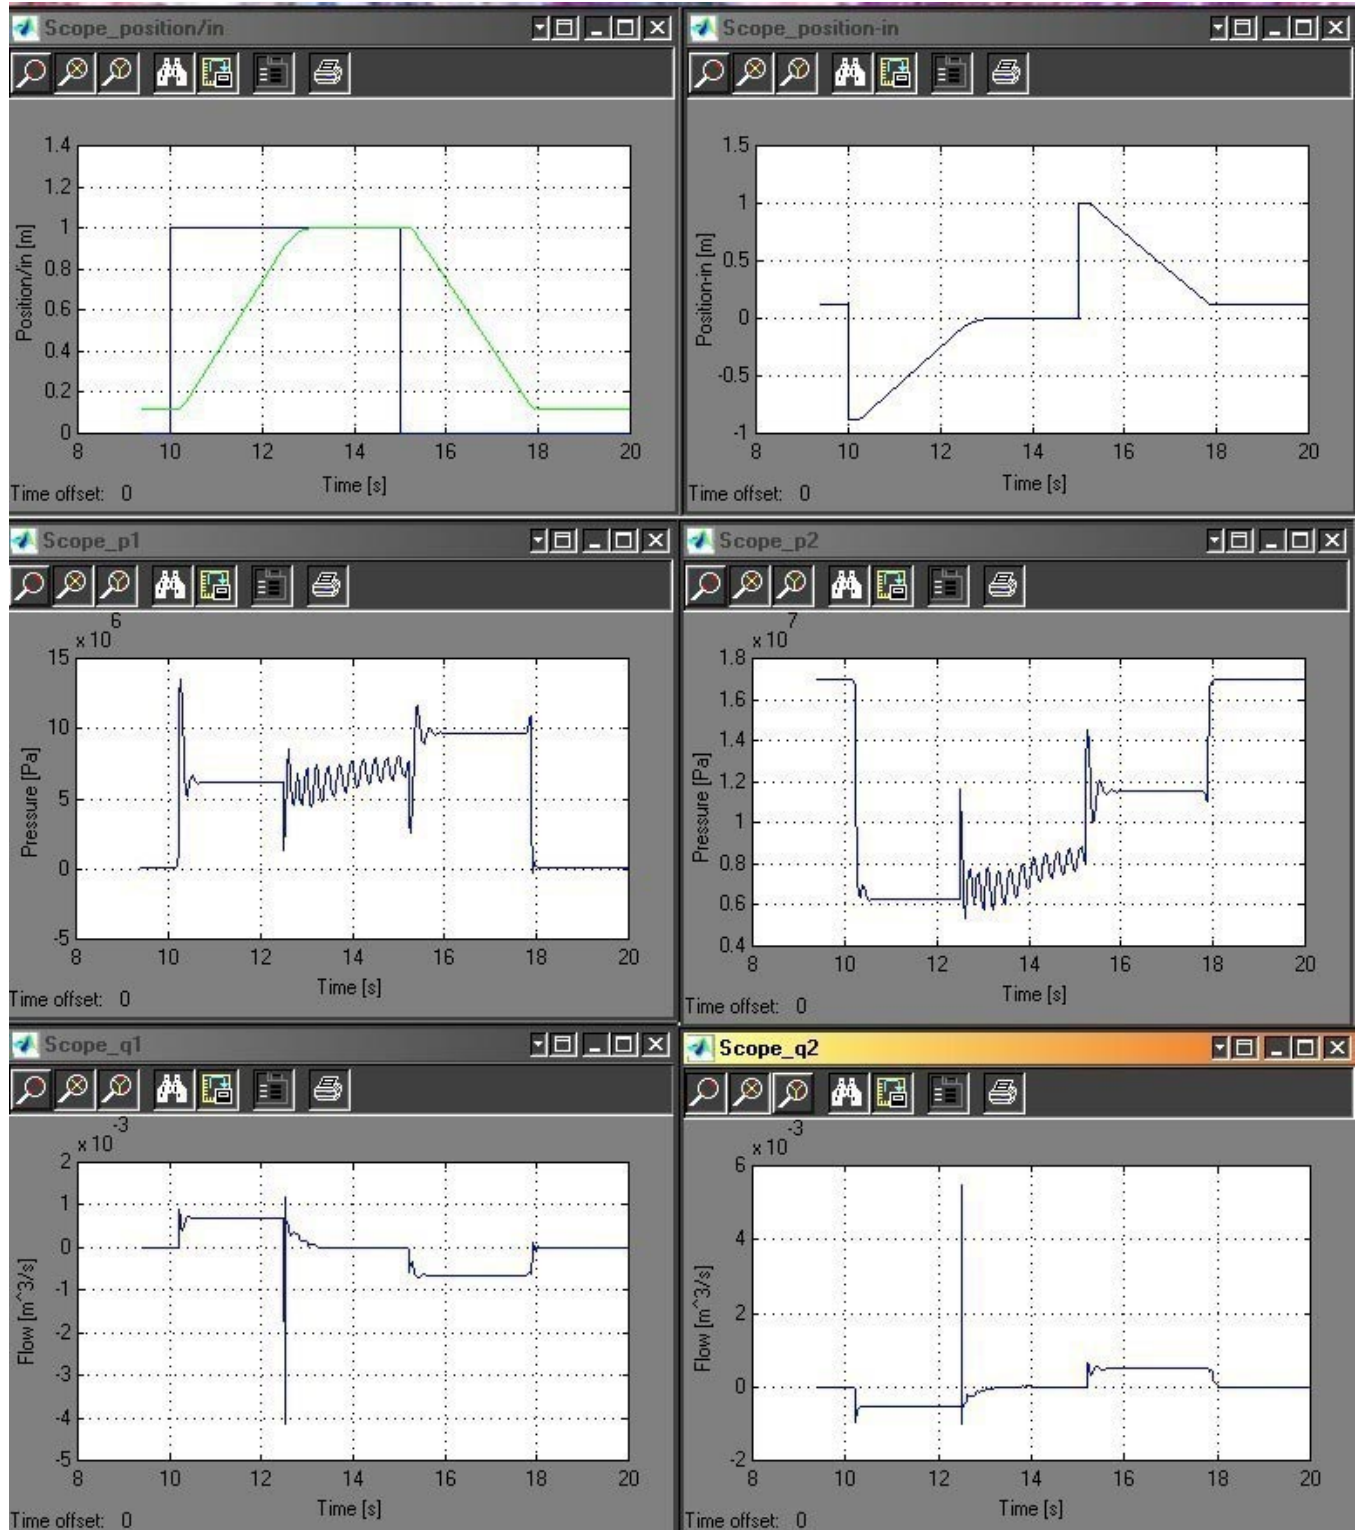 Scope_position/in
1.4
1.2
1
0.8
0.6
0.4
0.2
0
Position/in [m]
8 10 12 14 16 18 20
Time [s]
Time offset: 0
Scope_position-in
1.5
1
0.5
0
-0.5
-1
Position-in [m]
8 10 12 14 16 18 20
Time [s]
Time offset: 0
Scope_p1
x 10^6
15
10
5
0
-5
Pressure [Pa]
8 10 12 14 16 18 20
Time [s]
Time offset: 0
Scope_p2
x 10^7
1.8
1.6
1.4
1.2
1
0.8
0.6
0.4
Pressure [Pa]
8 10 12 14 16 18 20
Time [s]
Time offset: 0
Scope_q1
x 10^-3
2
1
0
-1
-2
-3
-4
-5
Flow [m^3/s]
8 10 12 14 16 18 20
Time [s]
Time offset: 0
Scope_q2
x 10^-3
6
4
2
0
-2
Flow [m^3/s]
8 10 12 14 16 18 20
Time [s]
Time offset: 0